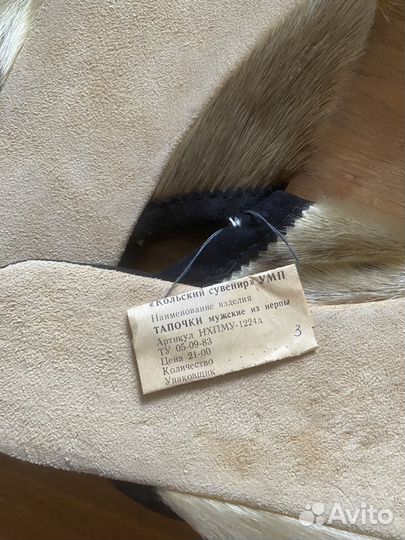 «Кольский сувенир» УМП
Наименование изделия
ТАПОЧКИ мужские из нерпы
Артикул НХПМУ-1224д
ТУ 05-09-83
Цена 21-00
Количество
Упаковщик
3
Avito